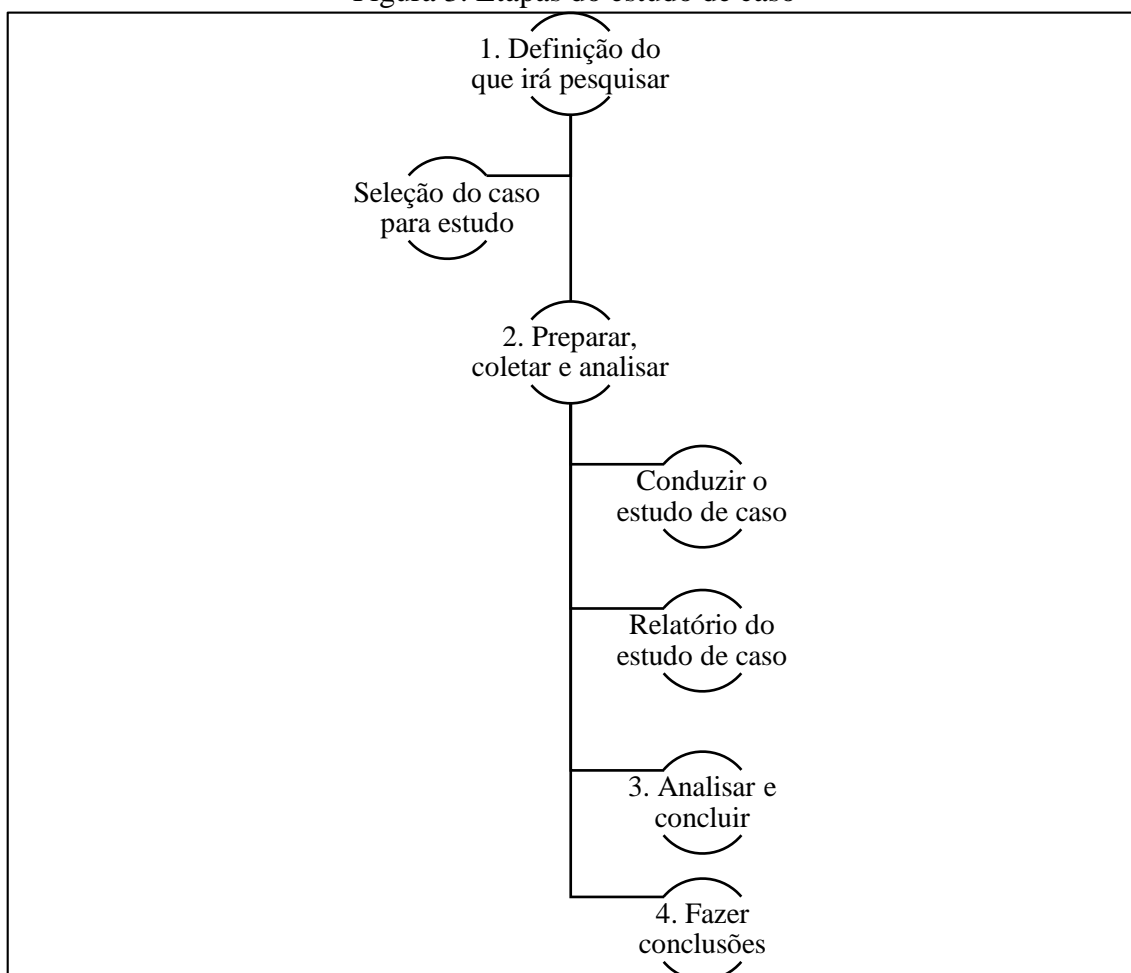 Figura 3. Etapas do estudo de caso
1. Definição do
que irá pesquisar
Seleção do caso
para estudo
2. Preparar,
coletar e analisar
Conduzir o
estudo de caso
Relatório do
estudo de caso
3. Analisar e
concluir
4. Fazer
conclusões